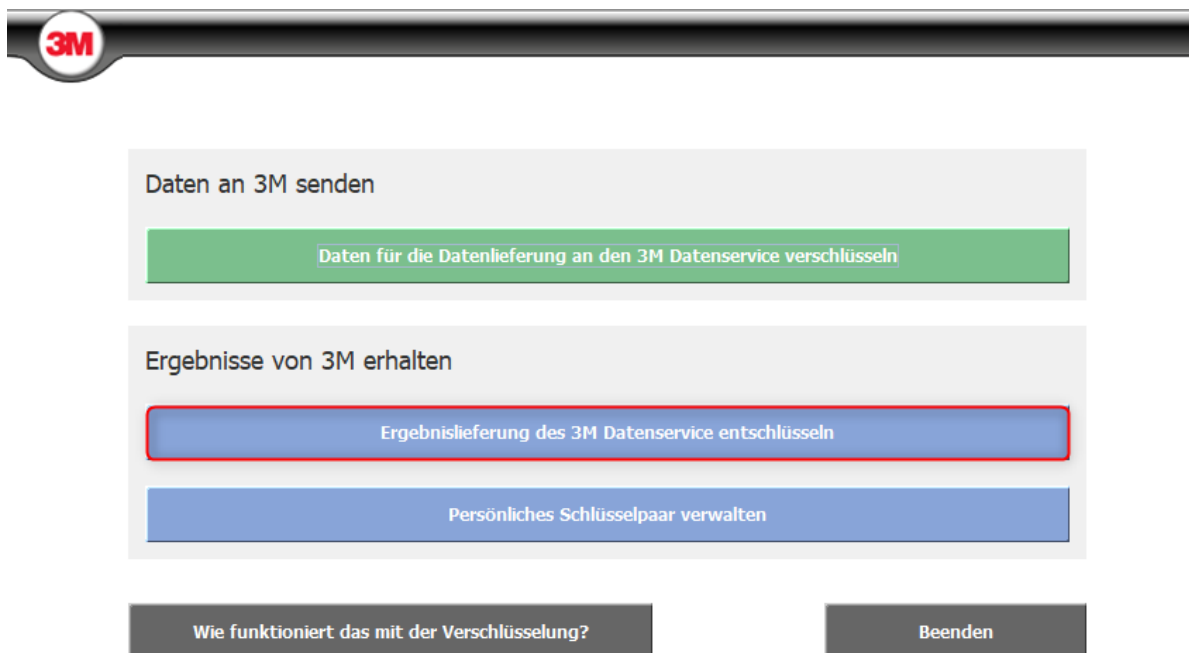 3M
Daten an 3M senden
Daten für die Datenlieferung an den 3M Datenservice verschlüsseln
Ergebnisse von 3M erhalten
Ergebnislieferung des 3M Datenservice entschlüsseln
Persönliches Schlüsselpaar verwalten
Wie funktioniert das mit der Verschlüsselung?
Beenden